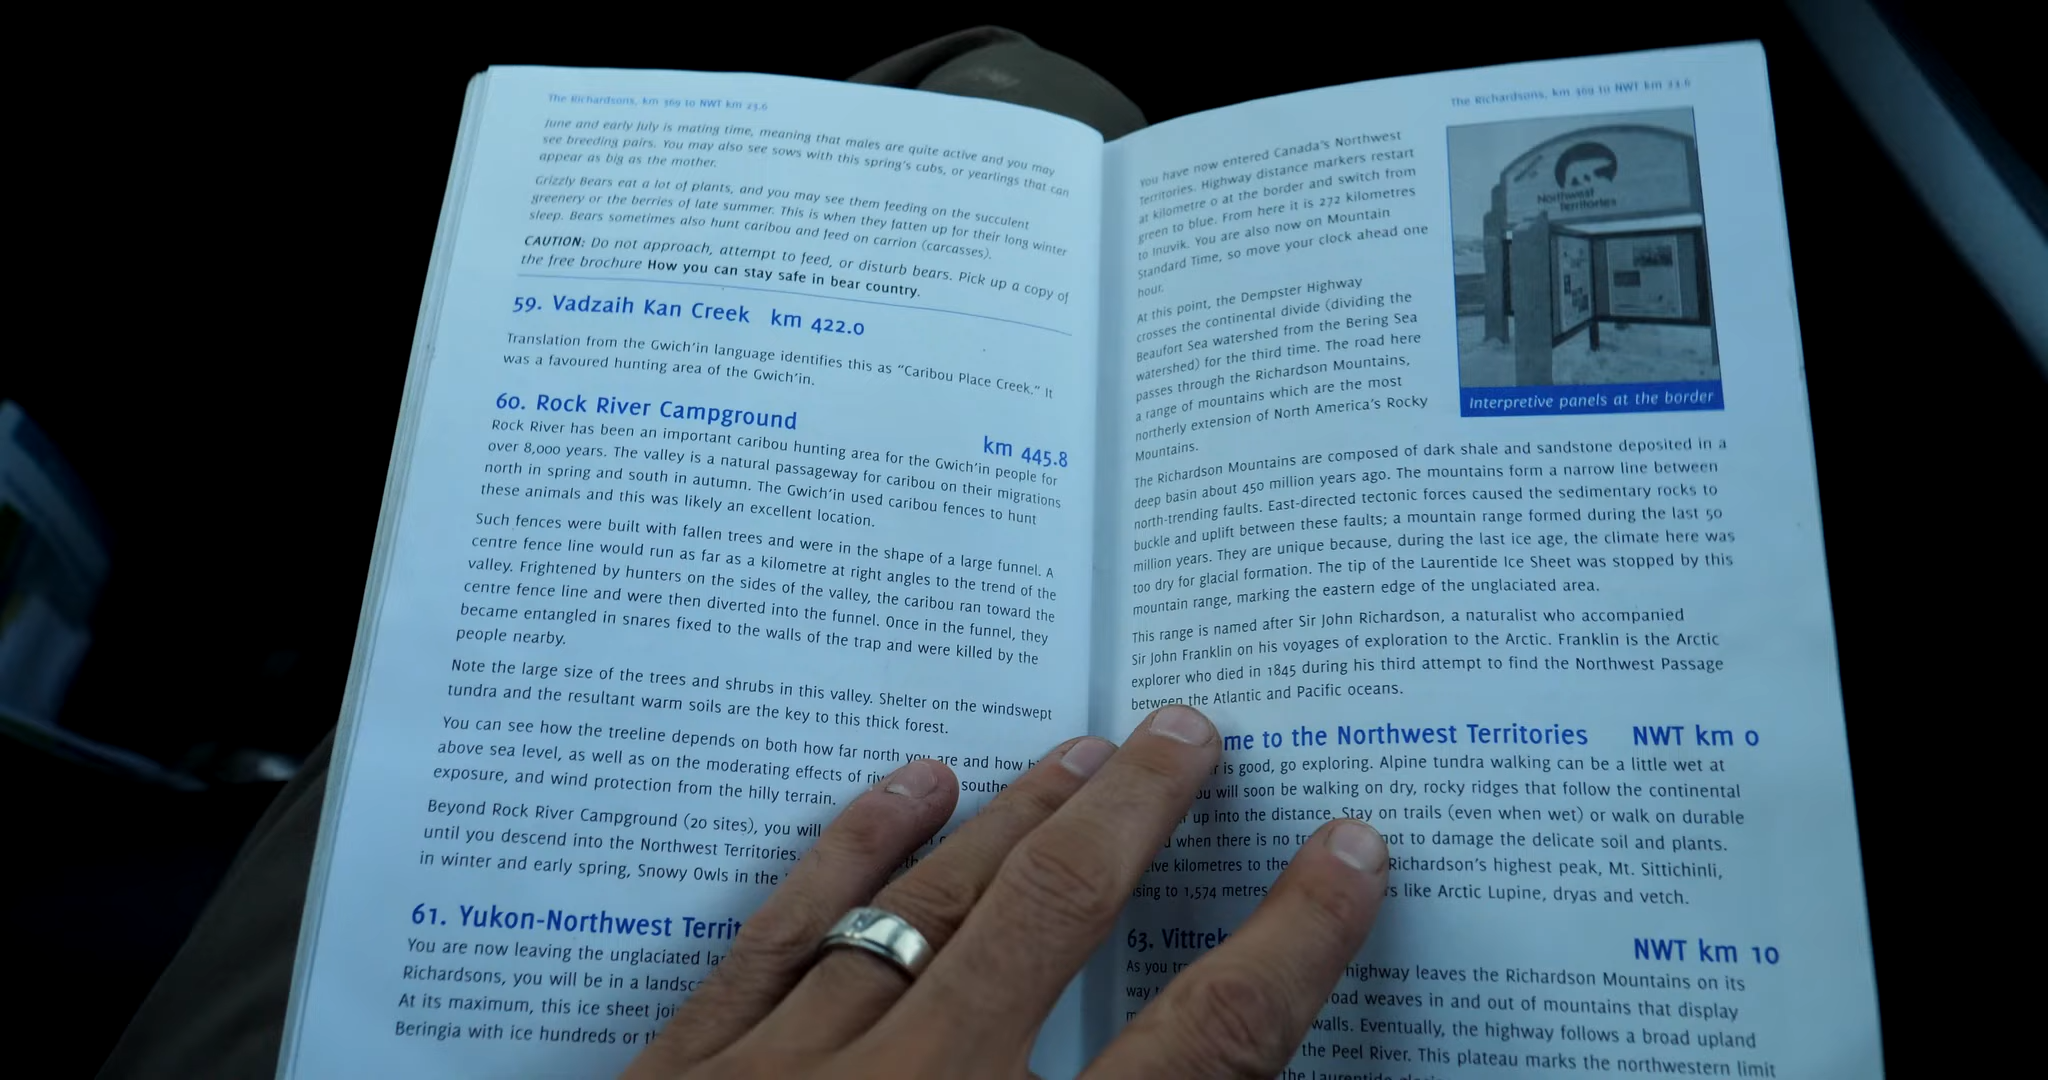 The Richardsons, km 369 to NWT km 23.6
June and early July is mating time, meaning that males are quite active and you may
see breeding pairs. You may also see sows with this spring's cubs, or yearlings that can
appear as big as the mother.
Grizzly Bears eat a lot of plants, and you may see them feeding on the succulent
greenery or the berries of late summer. This is when they fatten up for their long winter
sleep. Bears sometimes also hunt caribou and feed on carrion (carcasses).
CAUTION: Do not approach, attempt to feed, or disturb bears. Pick up a copy of
the free brochure How you can stay safe in bear country.
59. Vadzaih Kan Creek km 422.0
Translation from the Gwich'in language identifies this as "Caribou Place Creek." It
was a favoured hunting area of the Gwich'in.
60. Rock River Campground km 445.8
Rock River has been an important caribou hunting area for the Gwich'in people for
over 8,000 years. The valley is a natural passageway for caribou on their migrations
north in spring and south in autumn. The Gwich'in used caribou fences to hunt
these animals and this was likely an excellent location.
Such fences were built with fallen trees and were in the shape of a large funnel. A
centre fence line would run as far as a kilometre at right angles to the trend of the
valley. Frightened by hunters on the sides of the valley, the caribou ran toward the
centre fence line and were then diverted into the funnel. Once in the funnel, they
became entangled in snares fixed to the walls of the trap and were killed by the
people nearby.
Note the large size of the trees and shrubs in this valley. Shelter on the windswept
tundra and the resultant warm soils are the key to this thick forest.
You can see how the treeline depends on both how far north you are and how
above sea level, as well as on the moderating effects of
exposure, and wind protection from the hilly terrain.
Beyond Rock River Campground (20 sites), you will
until you descend into the Northwest Territories.
in winter and early spring, Snowy Owls in the
61. Yukon-Northwest Territ
You are now leaving the unglaciated
Richardsons, you will be in a
At its maximum, this ice sheet
Beringia with ice hundreds or
The Richardsons, km 369 to NWT km 23.6
You have now entered Canada's Northwest
Territories. Highway distance markers restart
at kilometre 0 at the border and switch from
green to blue. From here it is 272 kilometres
to Inuvik. You are also now on Mountain
Standard Time, so move your clock ahead one
hour.
At this point, the Dempster Highway
crosses the continental divide (dividing the
Beaufort Sea watershed from the Bering Sea
watershed) for the third time. The road here
passes through the Richardson Mountains,
a range of mountains which are the most
northerly extension of North America's Rocky
Mountains.
Northwest
Territories
Interpretive panels at the border
The Richardson Mountains are composed of dark shale and sandstone deposited in a
deep basin about 450 million years ago. The mountains form a narrow line between
north-trending faults. East-directed tectonic forces caused the sedimentary rocks to
buckle and uplift between these faults; a mountain range formed during the last 50
million years. They are unique because, during the last ice age, the climate here was
too dry for glacial formation. The tip of the Laurentide Ice Sheet was stopped by this
mountain range, marking the eastern edge of the unglaciated area.
This range is named after Sir John Richardson, a naturalist who accompanied
Sir John Franklin on his voyages of exploration to the Arctic. Franklin is the Arctic
explorer who died in 1845 during his third attempt to find the Northwest Passage
between the Atlantic and Pacific oceans.
me to the Northwest Territories NWT km 0
is good, go exploring. Alpine tundra walking can be a little wet at
ou will soon be walking on dry, rocky ridges that follow the continental
up into the distance. Stay on trails (even when wet) or walk on durable
when there is no not to damage the delicate soil and plants.
kilometres to the Richardson's highest peak, Mt. Sittichinli,
ising to 1,574 metres like Arctic Lupine, dryas and vetch.
63. Vittrek NWT km 10
As you highway leaves the Richardson Mountains on its
way oad weaves in and out of mountains that display
walls. Eventually, the highway follows a broad upland
the Peel River. This plateau marks the northwestern limit
the Laurentide